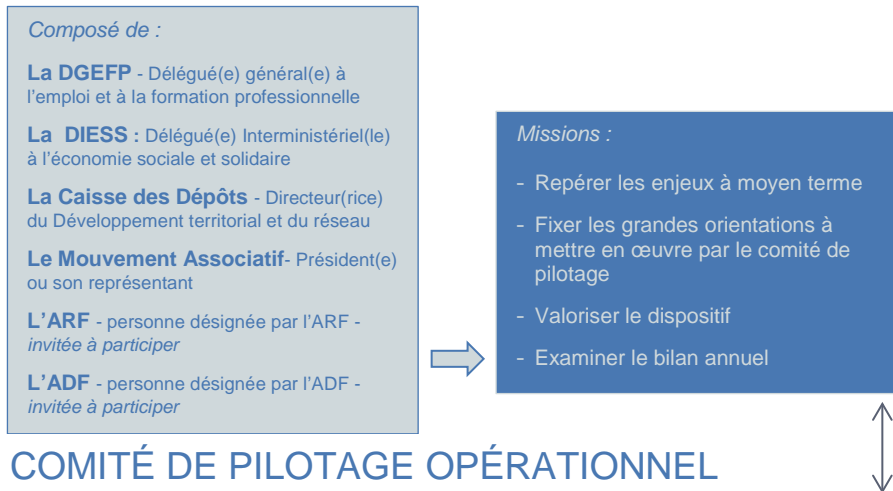 Composé de :
La DGEFP - Délégué(e) général(e) à
l'emploi et à la formation professionnelle
La DIESS : Délégué(e) Interministériel(le)
à l'économie sociale et solidaire
La Caisse des Dépôts - Directeur(rice)
du Développement territorial et du réseau
Le Mouvement Associatif- Président(e)
ou son représentant
L'ARF - personne désignée par l'ARF -
invitée à participer
L'ADF - personne désignée par l'ADF -
invitée à participer
Missions :
- Repérer les enjeux à moyen terme
- Fixer les grandes orientations à
mettre en œuvre par le comité de
pilotage
- Valoriser le dispositif
- Examiner le bilan annuel
COMITÉ DE PILOTAGE OPÉRATIONNEL